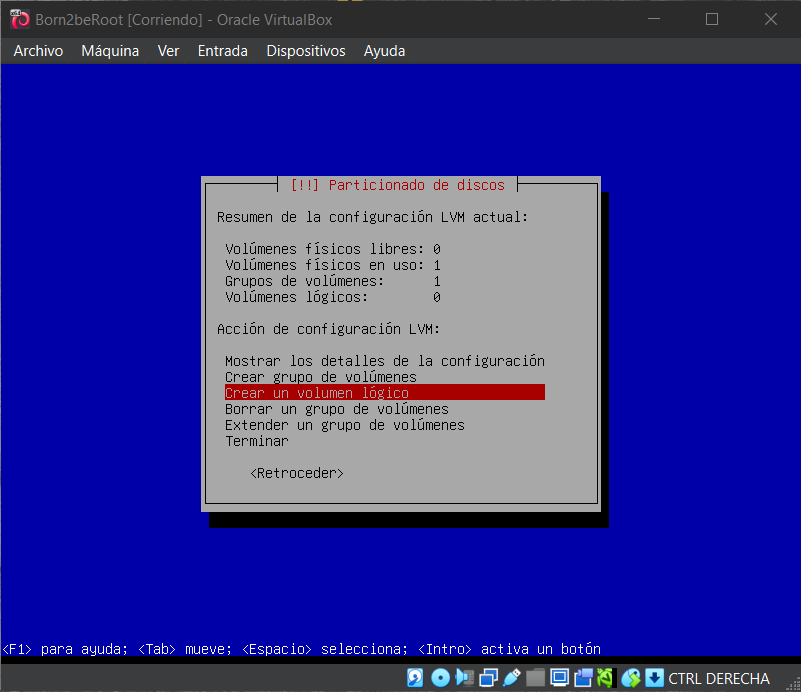 Born2beRoot [Corriendo] - Oracle VirtualBox
Archivo Máquina Ver Entrada Dispositivos Ayuda
[!!] Particionado de discos
Resumen de la configuración LVM actual:
Volúmenes físicos libres: 0
Volúmenes físicos en uso: 1
Grupos de volúmenes: 1
Volúmenes lógicos: 0
Acción de configuración LVM:
Mostrar los detalles de la configuración
Crear grupo de volúmenes
Crear un volumen lógico
Borrar un grupo de volúmenes
Extender un grupo de volúmenes
Terminar
<Retroceder>
<F1> para ayuda; <Tab> mueve; <Espacio> selecciona; <Intro> activa un botón
CTRL DERECHA